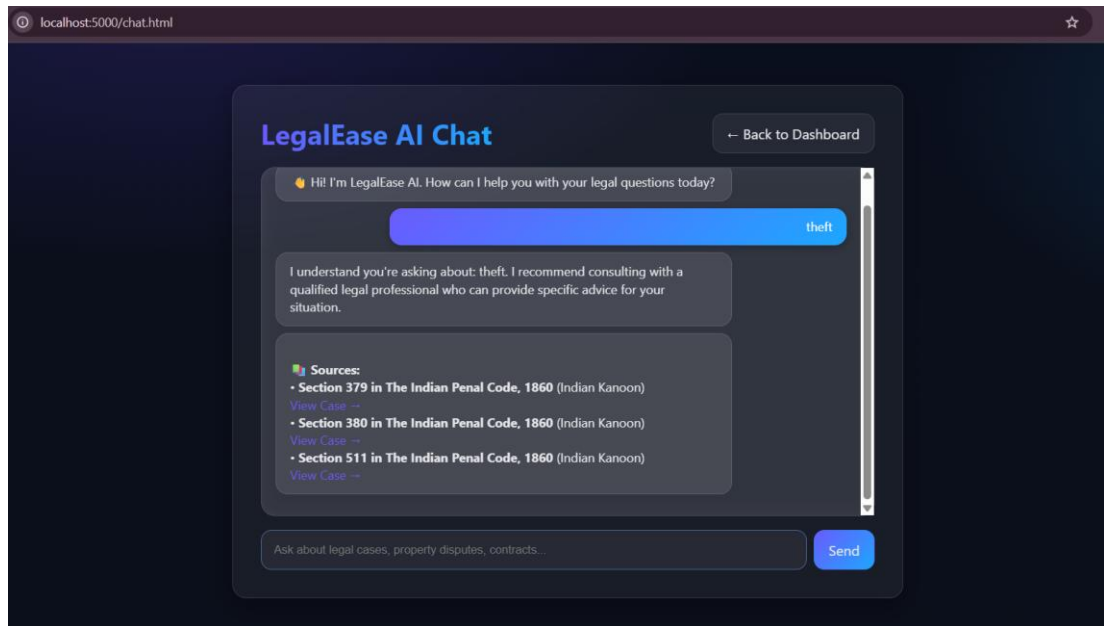 localhost:5000/chat.html
LegalEase AI Chat
← Back to Dashboard
👋 Hi! I'm LegalEase AI. How can I help you with your legal questions today?
theft
I understand you're asking about: theft. I recommend consulting with a
qualified legal professional who can provide specific advice for your
situation.
📚 Sources:
• Section 379 in The Indian Penal Code, 1860 (Indian Kanoon)
View Case →
• Section 380 in The Indian Penal Code, 1860 (Indian Kanoon)
View Case →
• Section 511 in The Indian Penal Code, 1860 (Indian Kanoon)
View Case →
Ask about legal cases, property disputes, contracts...
Send